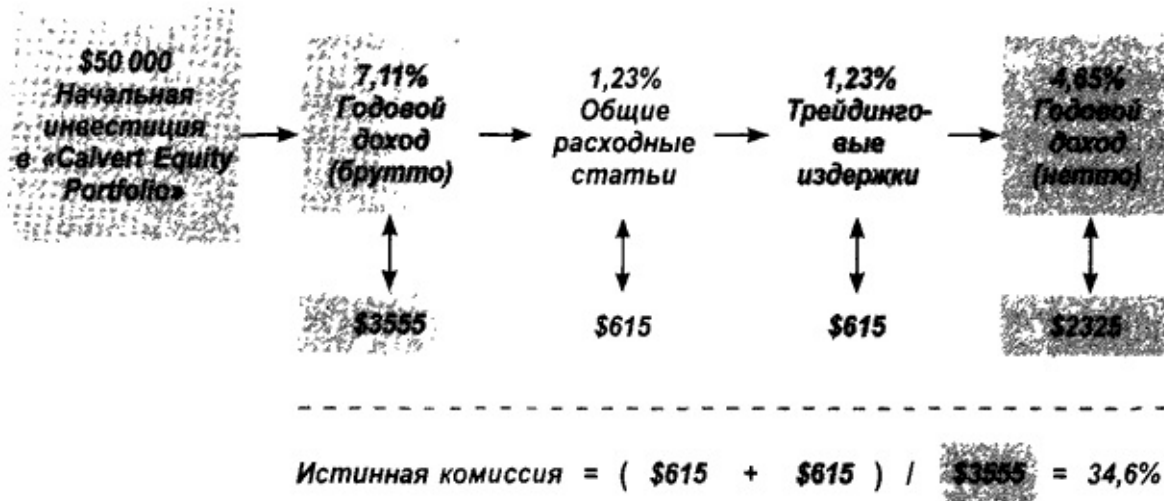 $50 000
Начальная
инвестиция
в «Calvert Equity
Portfolio»
7,11%
Годовой
доход
(брутто)
1,23%
Общие
расходные
статьи
1,23%
Трейдинго-
вые
издержки
4,65%
Годовой
доход
(нетто)
$3555
$615
$615
$2325
Истинная комиссия = ( $615 + $615 ) / $3555 = 34,6%